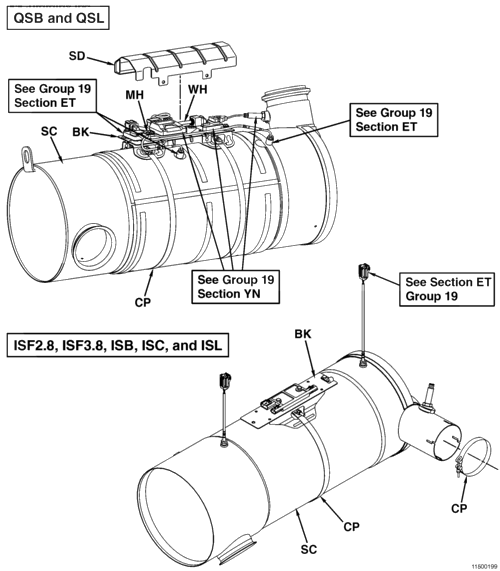 QSB and QSL
SD
See Group 19
Section ET
MH
WH
See Group 19
Section ET
SC
BK
See Group 19
Section YN
CP
See Section ET
Group 19
ISF2.8, ISF3.8, ISB, ISC, and ISL
BK
CP
CP
SC
11800199